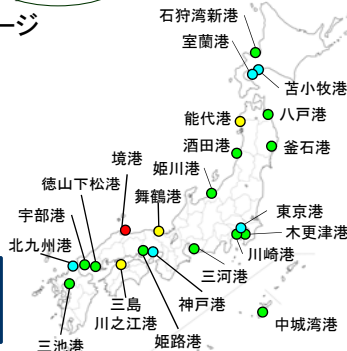 ージ
石狩湾新港
室蘭港
苫小牧港
能代港
八戸港
酒田港
釜石港
境港
姫川港
徳山下松港
舞鶴港
宇部港
東京港
北九州港
木更津港
川崎港
三河港
三島
川之江港
神戸港
中城湾港
姫路港
三池港